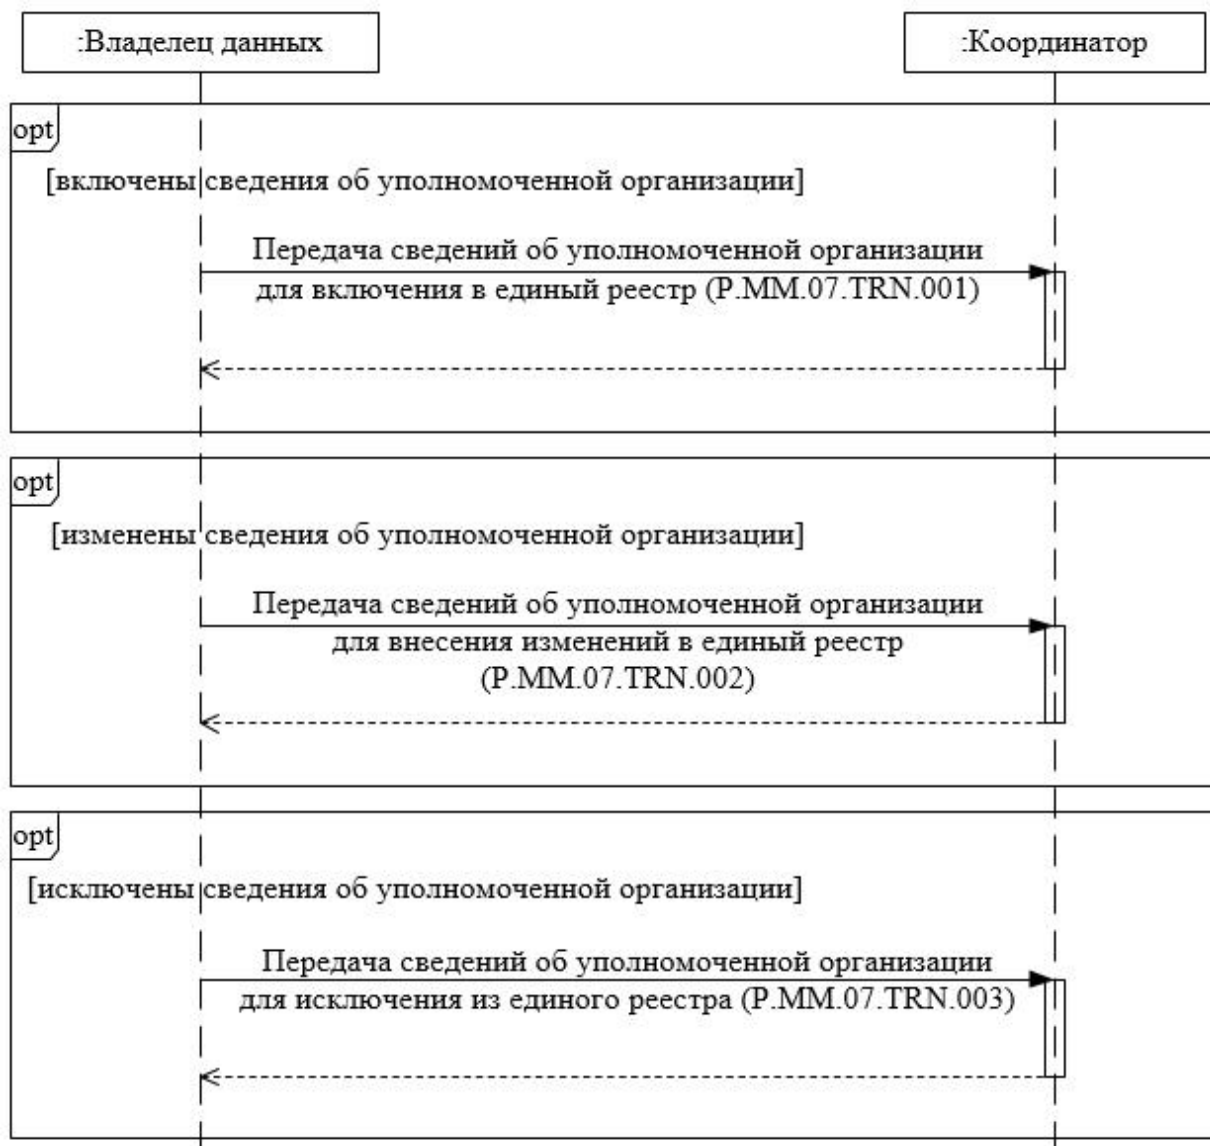 :Владелец данных
:Координатор
opt
[включены сведения об уполномоченной организации]
Передача сведений об уполномоченной организации
для включения в единый реестр (P.MM.07.TRN.001)
opt
[изменены сведения об уполномоченной организации]
Передача сведений об уполномоченной организации
для внесения изменений в единый реестр
(P.MM.07.TRN.002)
opt
[исключены сведения об уполномоченной организации]
Передача сведений об уполномоченной организации
для исключения из единого реестра (P.MM.07.TRN.003)